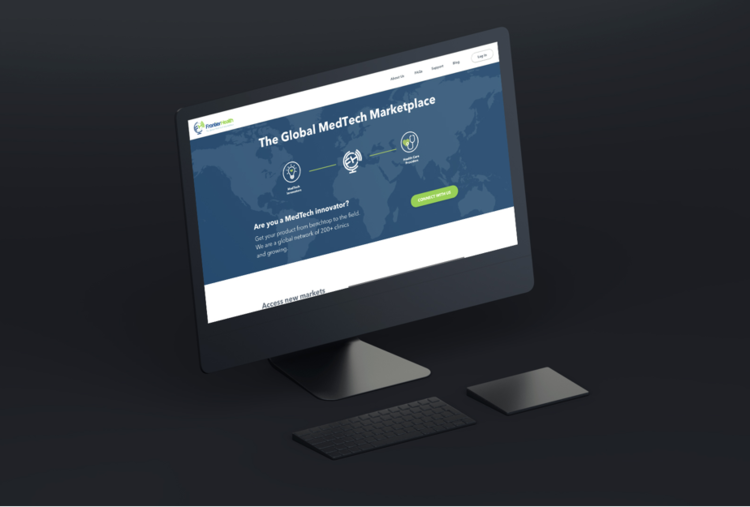 FrontierHealth
About Us
FAQs
Support
Blog
Log in
The Global MedTech Marketplace
MedTech
Innovators
Health Care
Providers
Are you a MedTech innovator?
Get your product from benchtop to the field.
We are a global network of 200+ clinics
and growing.
CONNECT WITH US
Access new markets